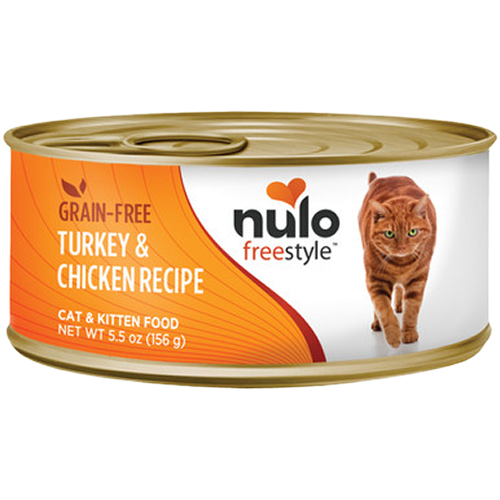 GRAIN-FREE
TURKEY &
CHICKEN RECIPE
CAT & KITTEN FOOD
NET WT 5.5 oz (156 g)
nulo
freestyle™